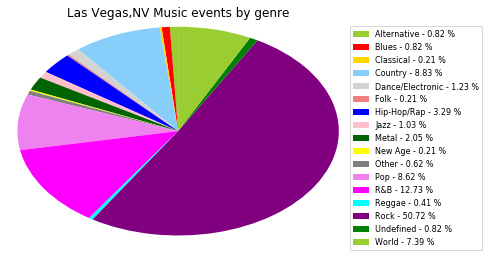 Las Vegas,NV Music events by genre
Alternative - 0.82 %
Blues - 0.82 %
Classical - 0.21 %
Country - 8.83 %
Dance/Electronic - 1.23 %
Folk - 0.21 %
Hip-Hop/Rap - 3.29 %
Jazz - 1.03 %
Metal - 2.05 %
New Age - 0.21 %
Other - 0.62 %
Pop - 8.62 %
R&B - 12.73 %
Reggae - 0.41 %
Rock - 50.72 %
Undefined - 0.82 %
World - 7.39 %